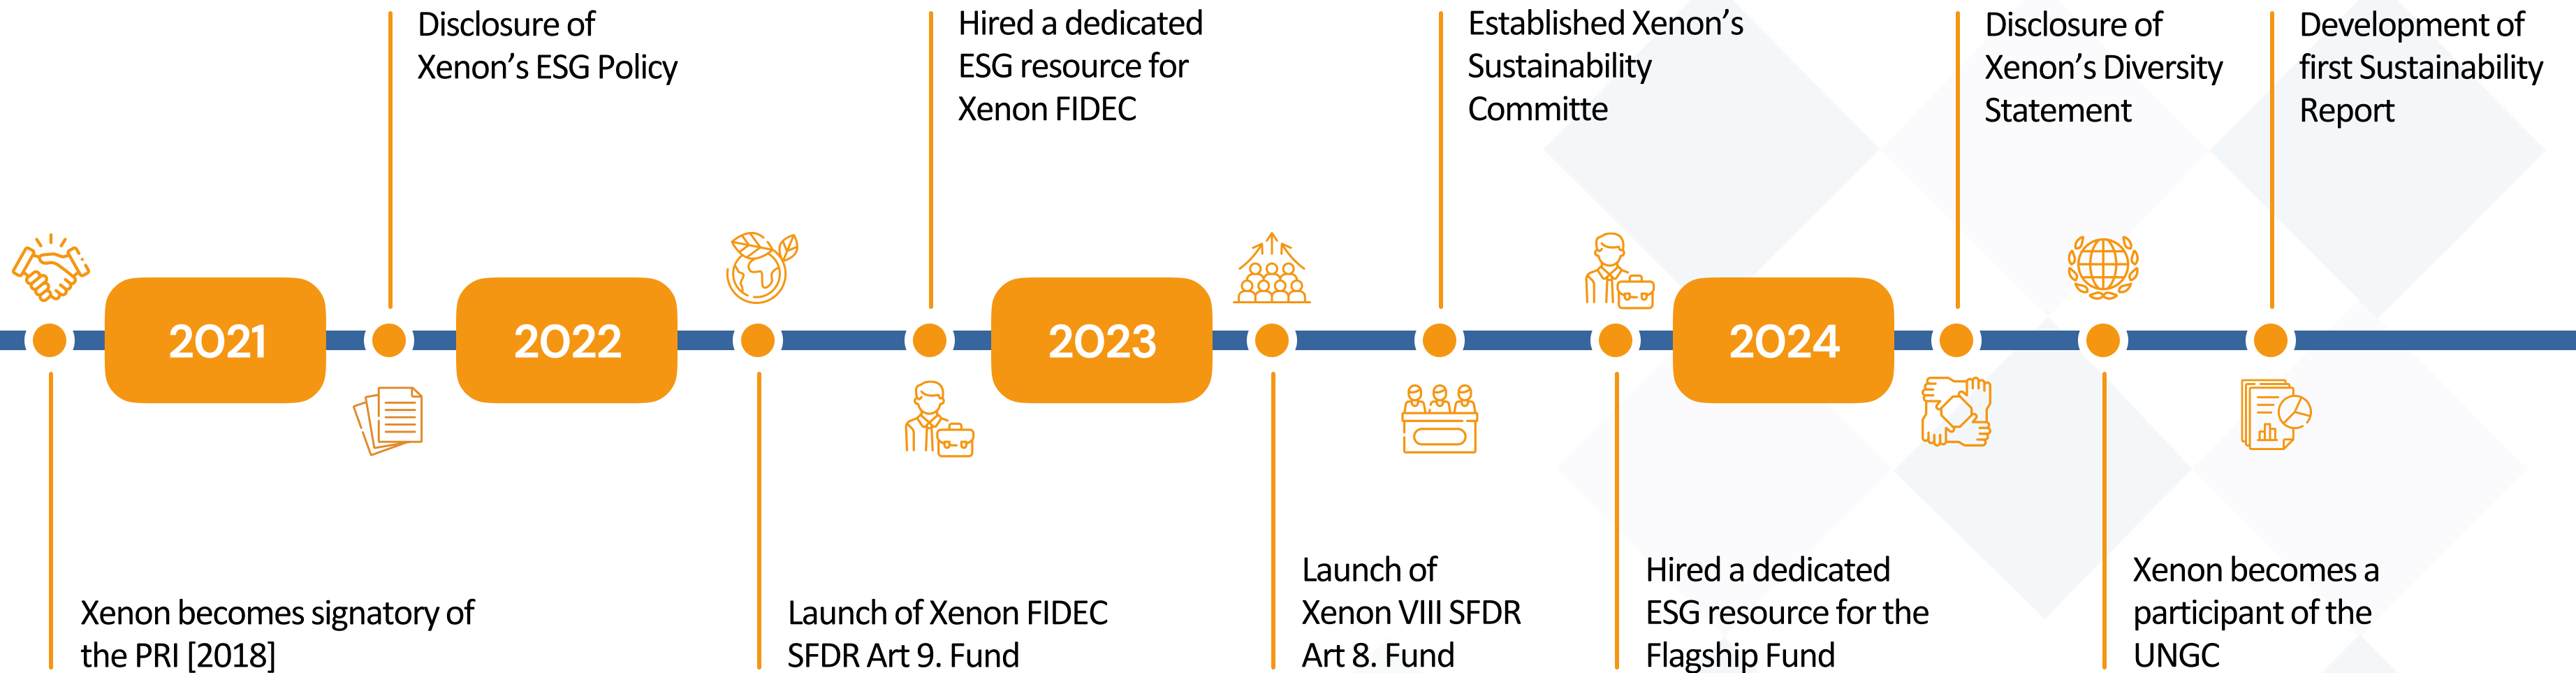 Disclosure of
Xenon's ESG Policy
Hired a dedicated
ESG resource for
Xenon FIDEC
Established Xenon's
Sustainability
Committe
Disclosure of
Xenon's Diversity
Statement
Development of
first Sustainability
Report
2021
2022
2023
2024
Xenon becomes signatory of
the PRI [2018]
Launch of Xenon FIDEC
SFDR Art 9. Fund
Launch of
Xenon VIII SFDR
Art 8. Fund
Hired a dedicated
ESG resource for the
Flagship Fund
Xenon becomes a
participant of the
UNGC